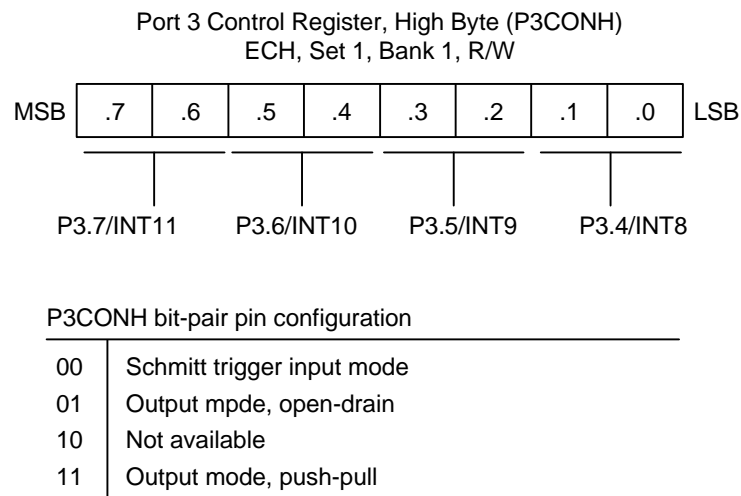 Port 3 Control Register, High Byte (P3CONH)
ECH, Set 1, Bank 1, R/W
MSB .7 .6 .5 .4 .3 .2 .1 .0 LSB
P3.7/INT11 P3.6/INT10 P3.5/INT9 P3.4/INT8
P3CONH bit-pair pin configuration
00 Schmitt trigger input mode
01 Output mpde, open-drain
10 Not available
11 Output mode, push-pull